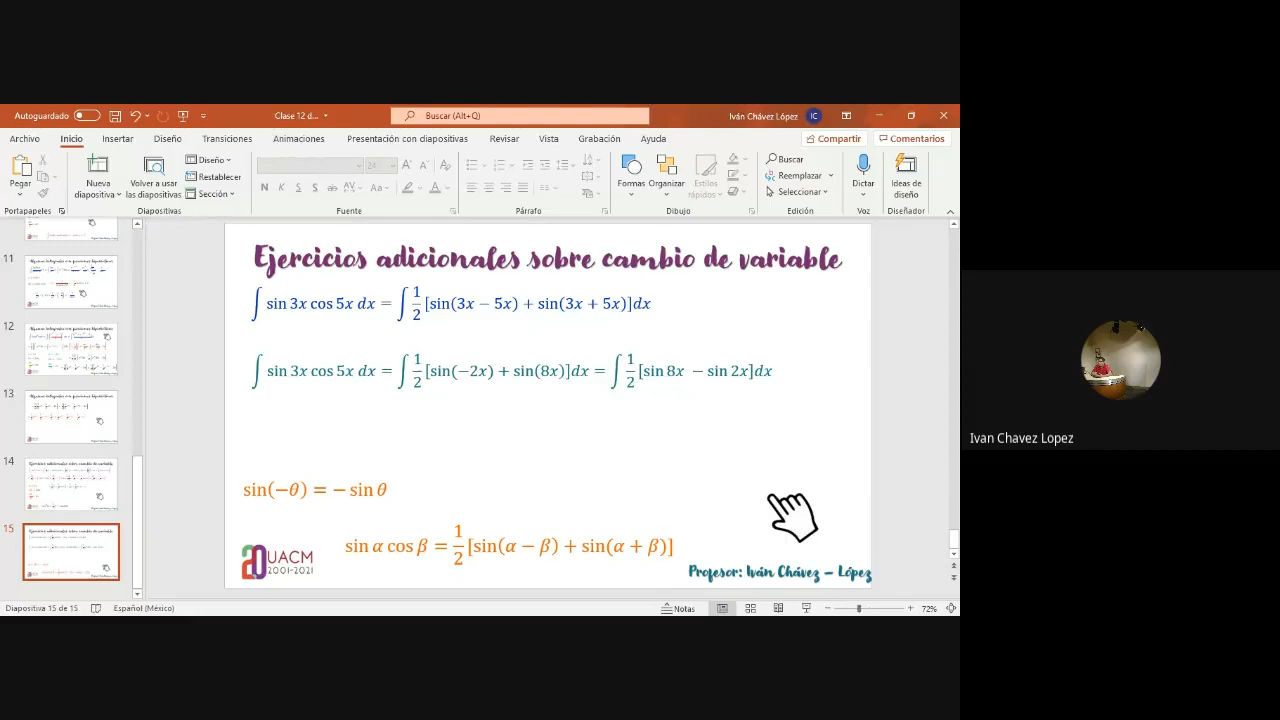 Autoguardado
Clase 12 d...
Buscar (Alt+Q)
Iván Chávez López
IC
Archivo Inicio Insertar Diseño Transiciones Animaciones Presentación con diapositivas Revisar Vista Grabación Ayuda
Compartir Comentarios
Pegar
Nueva diapositiva
Volver a usar las diapositivas
Diseño
Restablecer
Sección
24
Formas
Organizar
Estilos rápidos
Buscar
Reemplazar
Seleccionar
Dictar
Ideas de diseño
Portapapeles Diapositivas Fuente Párrafo Dibujo Edición Voz Diseñador
11
12
13
14
15
Ejercicios adicionales sobre cambio de variable
∫ sin 3x cos 5x dx = ∫ 1/2 [sin(3x − 5x) + sin(3x + 5x)]dx
∫ sin 3x cos 5x dx = ∫ 1/2 [sin(−2x) + sin(8x)]dx = ∫ 1/2 [sin 8x − sin 2x]dx
sin(−θ) = − sin θ
sin α cos β = 1/2 [sin(α − β) + sin(α + β)]
20 UACM
2001-2021
Profesor: Iván Chávez – López
Diapositiva 15 de 15 Español (México) Notas 72%
Ivan Chavez Lopez